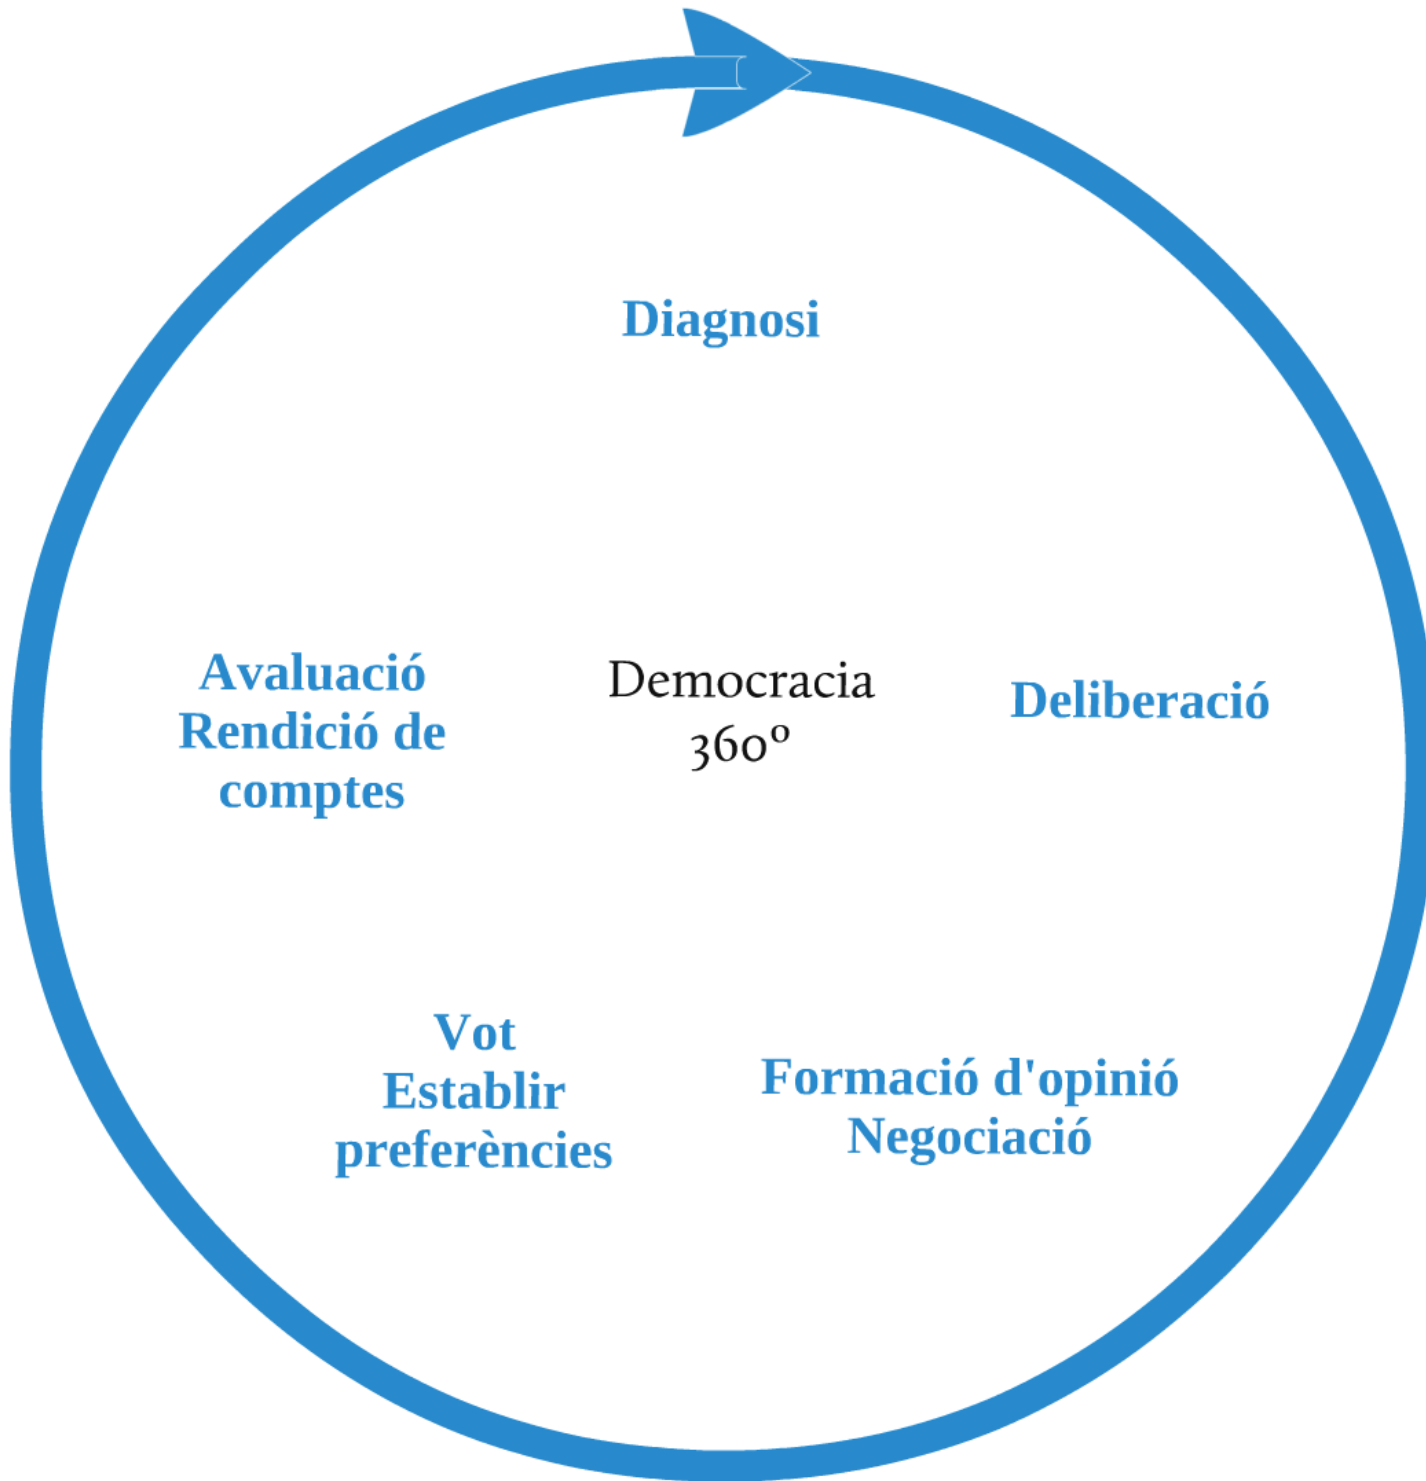 Diagnosi
Deliberació
Formació d'opinió
Negociació
Vot
Establir
preferències
Avaluació
Rendició de
comptes
Democracia
360º